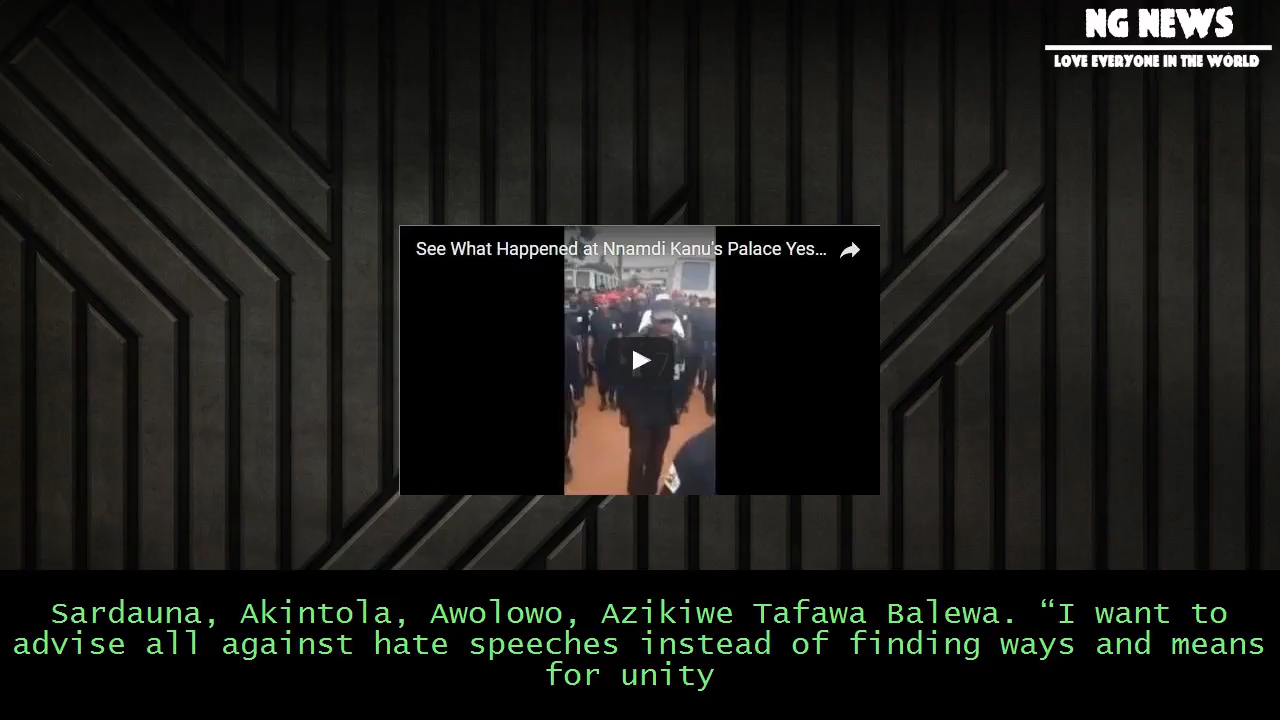 NG NEWS
LOVE EVERYONE IN THE WORLD
See What Happened at Nnamdi Kanu's Palace Yes...
Sardauna, Akintola, Awolowo, Azikiwe Tafawa Balewa. “I want to
advise all against hate speeches instead of finding ways and means
for unity